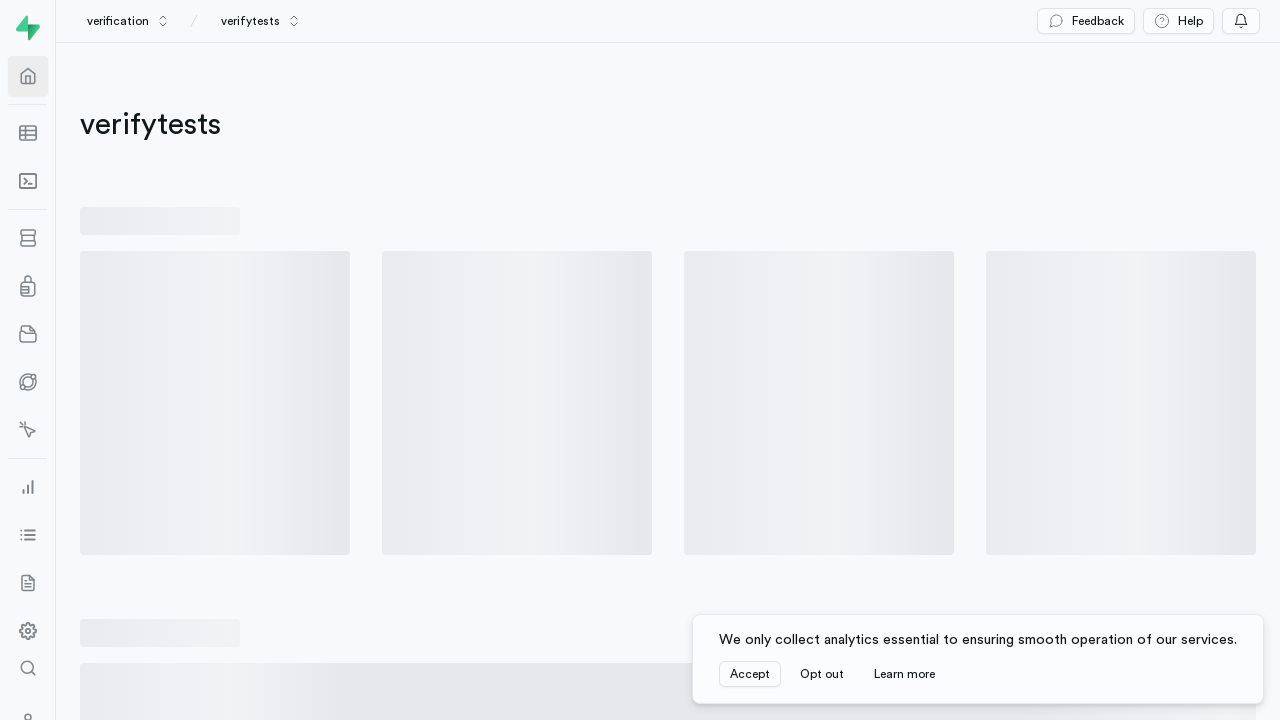 verification / verifytests
Feedback
Help
verifytests
We only collect analytics essential to ensuring smooth operation of our services.
Accept Opt out Learn more